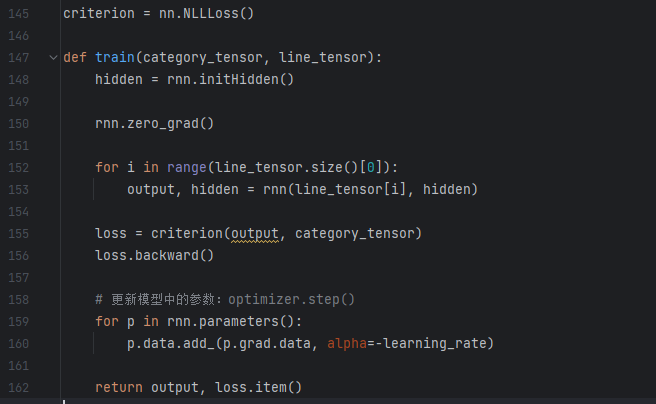 145 criterion = nn.NLLLoss()
146
147 def train(category_tensor, line_tensor):
148     hidden = rnn.initHidden()
149
150     rnn.zero_grad()
151
152     for i in range(line_tensor.size()[0]):
153         output, hidden = rnn(line_tensor[i], hidden)
154
155     loss = criterion(output, category_tensor)
156     loss.backward()
157
158     # 更新模型中的参数：optimizer.step()
159     for p in rnn.parameters():
160         p.data.add_(p.grad.data, alpha=-learning_rate)
161
162     return output, loss.item()